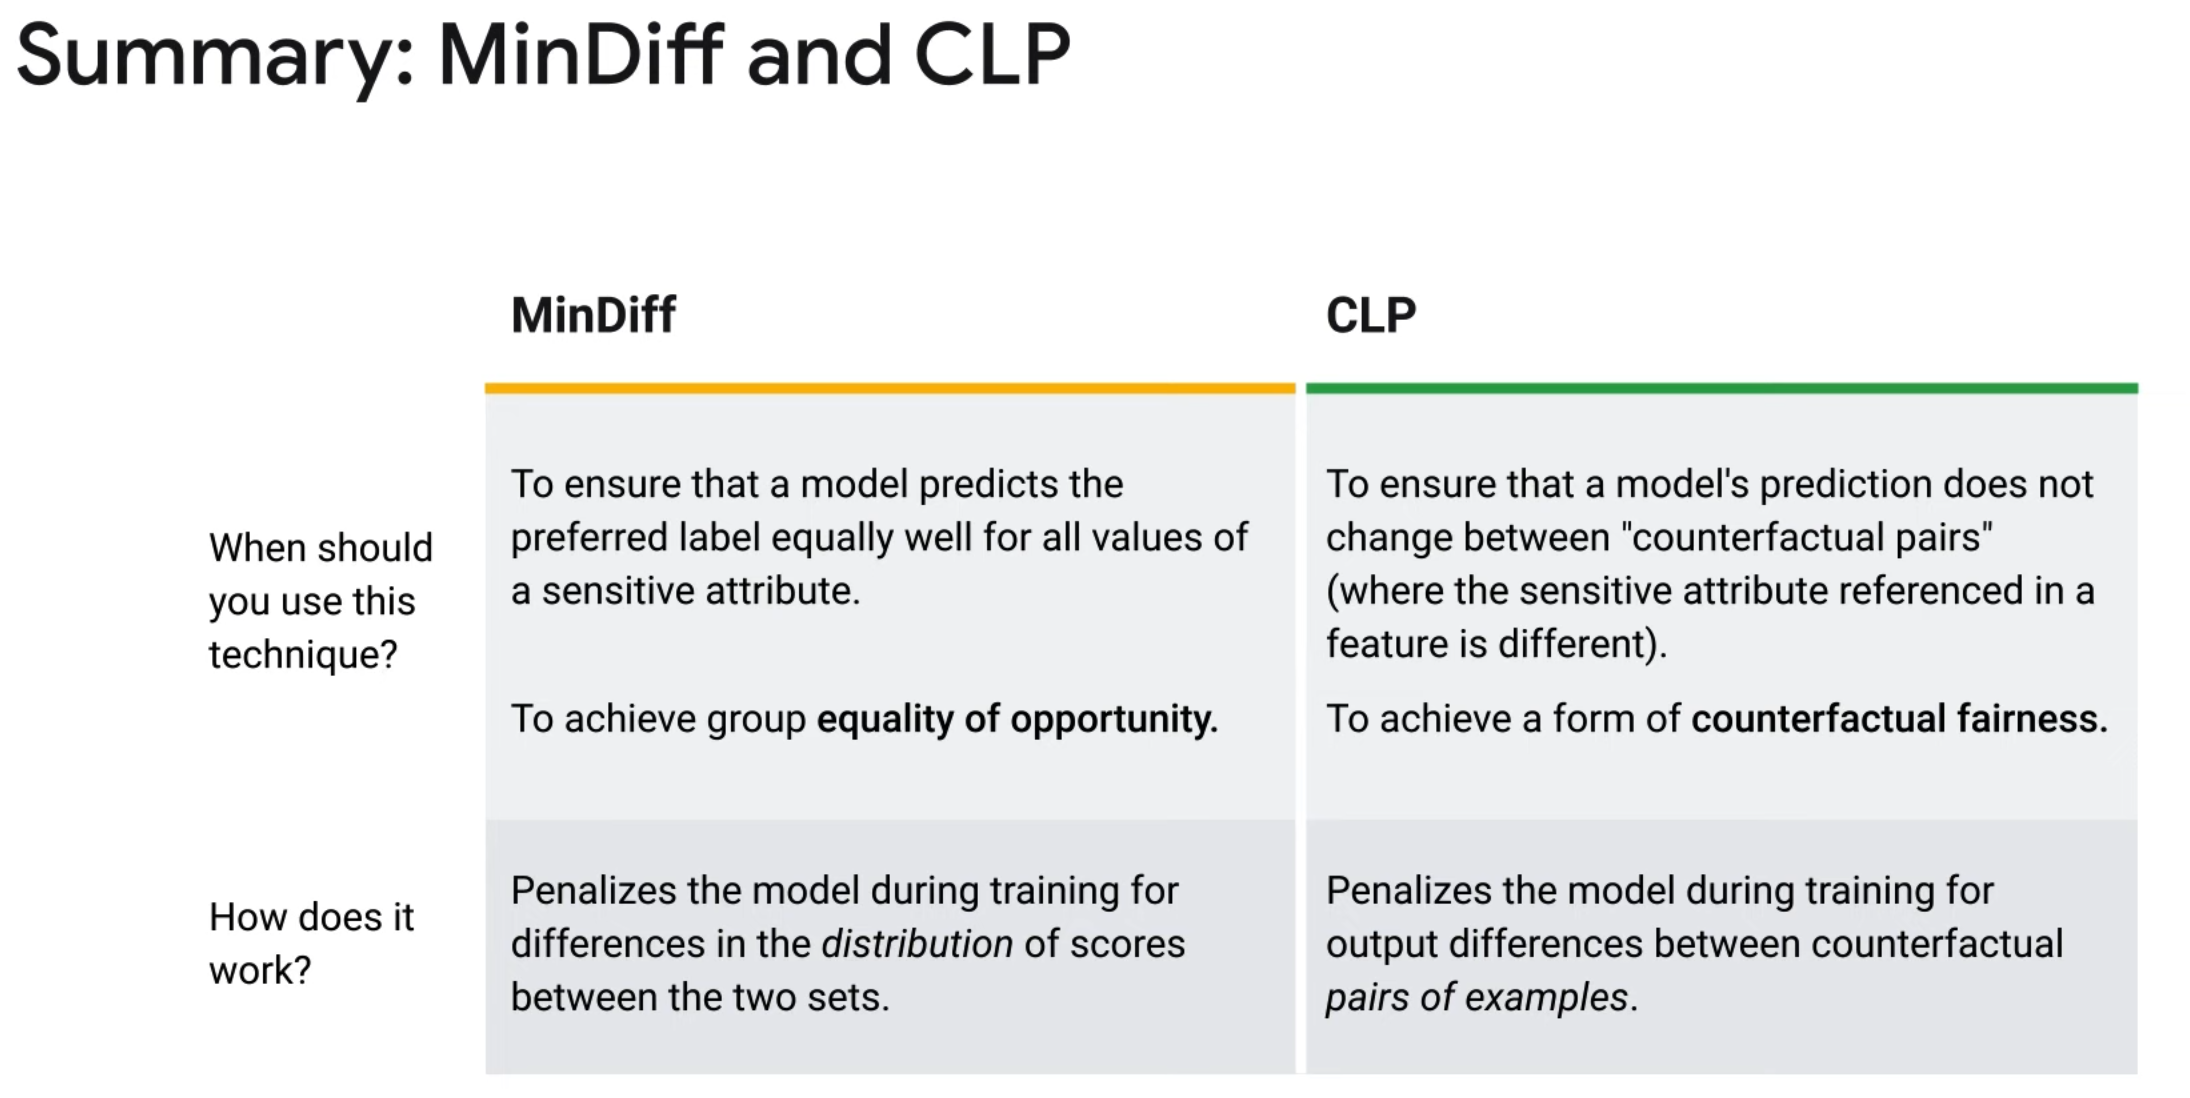 Summary: MinDiff and CLP
MinDiff
CLP
When should
you use this
technique?
To ensure that a model predicts the
preferred label equally well for all values of
a sensitive attribute.
To achieve group equality of opportunity.
To ensure that a model's prediction does not
change between "counterfactual pairs"
(where the sensitive attribute referenced in a
feature is different).
To achieve a form of counterfactual fairness.
How does it
work?
Penalizes the model during training for
differences in the distribution of scores
between the two sets.
Penalizes the model during training for
output differences between counterfactual
pairs of examples.